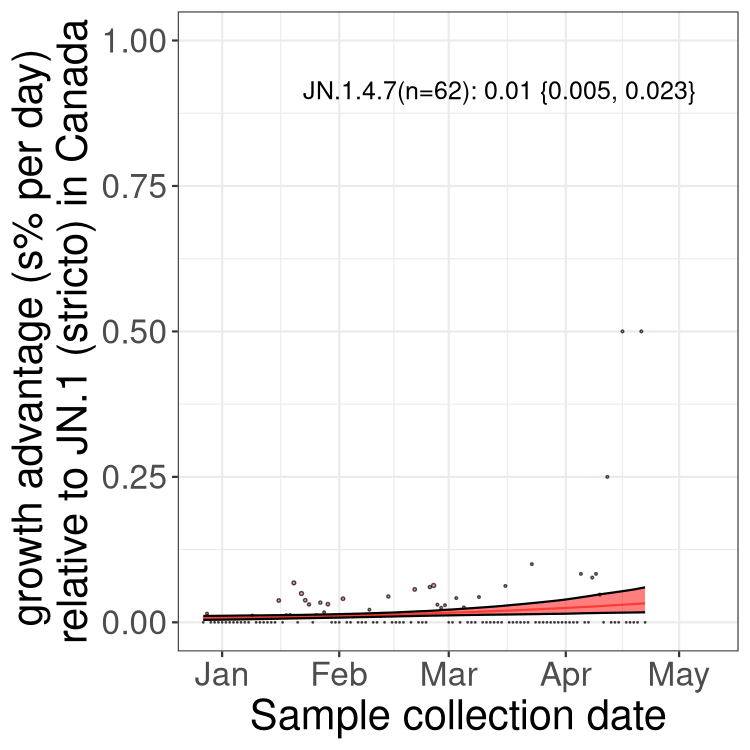 growth advantage (s% per day)
relative to JN.1 (stricto) in Canada
1.00
0.75
0.50
0.25
0.00
JN.1.4.7(n=62): 0.01 {0.005, 0.023}
Jan Feb Mar Apr May
Sample collection date